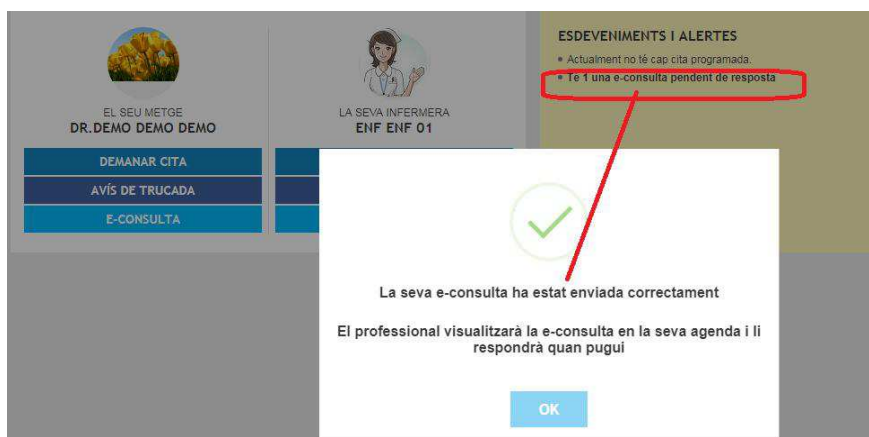 EL SEU METGE
DR.DEMO DEMO DEMO
DEMANAR CITA
AVÍS DE TRUCADA
E-CONSULTA
LA SEVA INFERMERA
ENF ENF 01
ESDEVENIMENTS I ALERTES
• Actualment no té cap cita programada.
• Te 1 una e-consulta pendent de resposta
La seva e-consulta ha estat enviada correctament
El professional visualitzarà la e-consulta en la seva agenda i li
respondrà quan pugui
OK